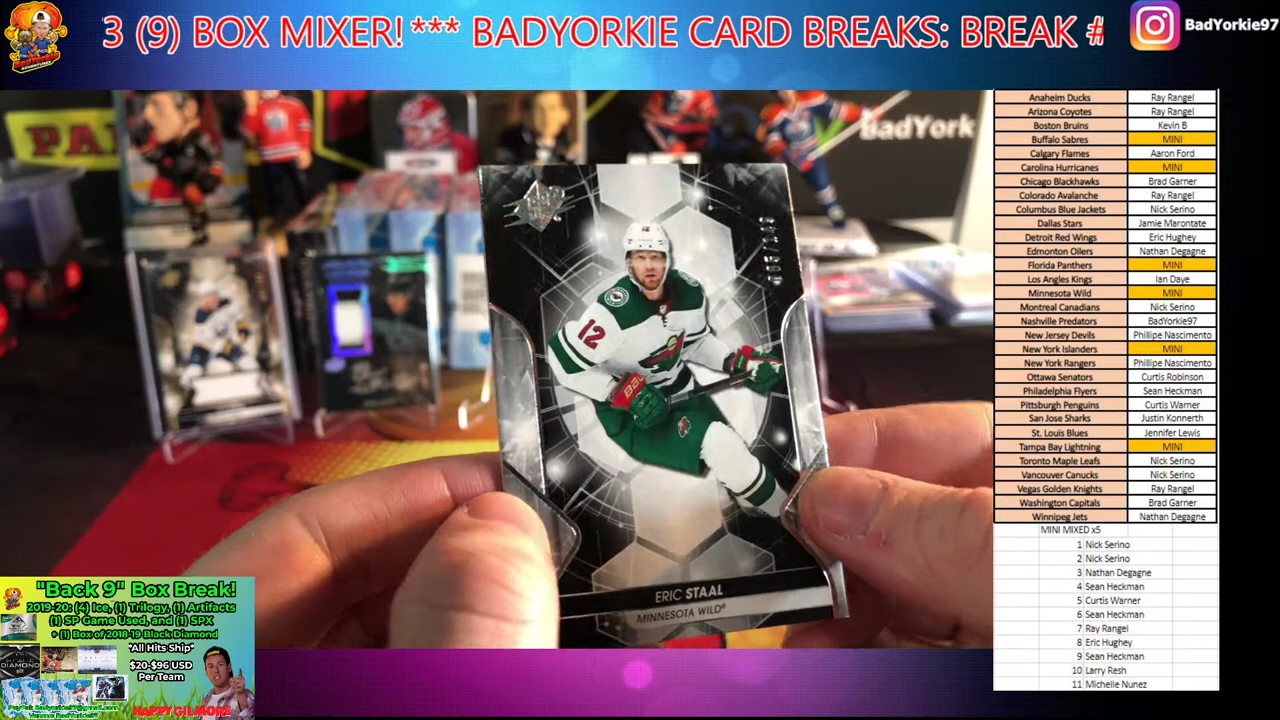 3 (9) BOX MIXER! *** BADYORKIE CARD BREAKS: BREAK #
BadYorkie97
Anaheim Ducks Ray Rangel
Arizona Coyotes Ray Rangel
Boston Bruins Kevin B
Buffalo Sabres MINI
Calgary Flames Aaron Ford
Carolina Hurricanes MINI
Chicago Blackhawks Brad Garner
Colorado Avalanche Ray Rangel
Columbus Blue Jackets Nick Serino
Dallas Stars Jamie Marontate
Detroit Red Wings Eric Hughey
Edmonton Oilers Nathan Degagne
Florida Panthers MINI
Los Angles Kings Ian Daye
Minnesota Wild MINI
Montreal Canadians Nick Serino
Nashville Predators BadYorkie97
New Jersey Devils Phillipe Nascimento
New York Islanders MINI
New York Rangers Phillipe Nascimento
Ottawa Senators Curtis Robinson
Philadelphia Flyers Sean Heckman
Pittsburgh Penguins Curtis Warner
San Jose Sharks Justin Konnerth
St. Louis Blues Jennifer Lewis
Tampa Bay Lightning MINI
Toronto Maple Leafs Nick Serino
Vancouver Canucks Nick Serino
Vegas Golden Knights Ray Rangel
Washington Capitals Brad Garner
Winnipeg Jets Nathan Degagne
MINI MIXED x5
1 Nick Serino
2 Nick Serino
3 Nathan Degagne
4 Sean Heckman
5 Curtis Warner
6 Sean Heckman
7 Ray Rangel
8 Eric Hughey
9 Sean Heckman
10 Larry Resh
11 Michelle Nunez
BadYork
12
12
ERIC STAAL
MINNESOTA WILD
"Back 9" Box Break!
2019-20: (4) Ice, (1) Trilogy, (1) Artifacts
(1) SP Game Used, and (1) SPX
+ (1) Box of 2018-19 Black Diamond
*All Hits Ship*
$20-$96 USD
Per Team
HAPPY GILMORE